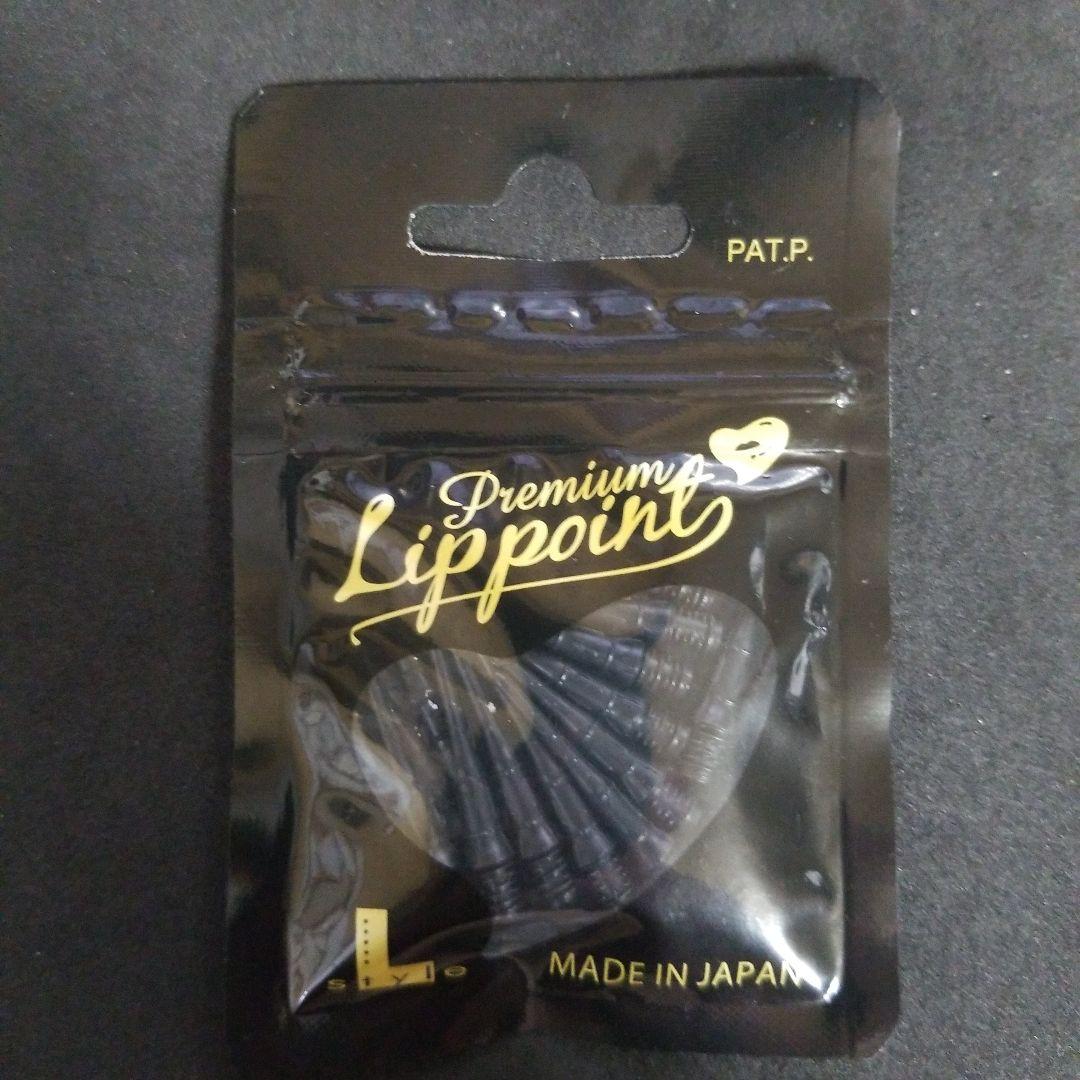 PAT.P.
Premium
Lippoint
L style
MADE IN JAPAN